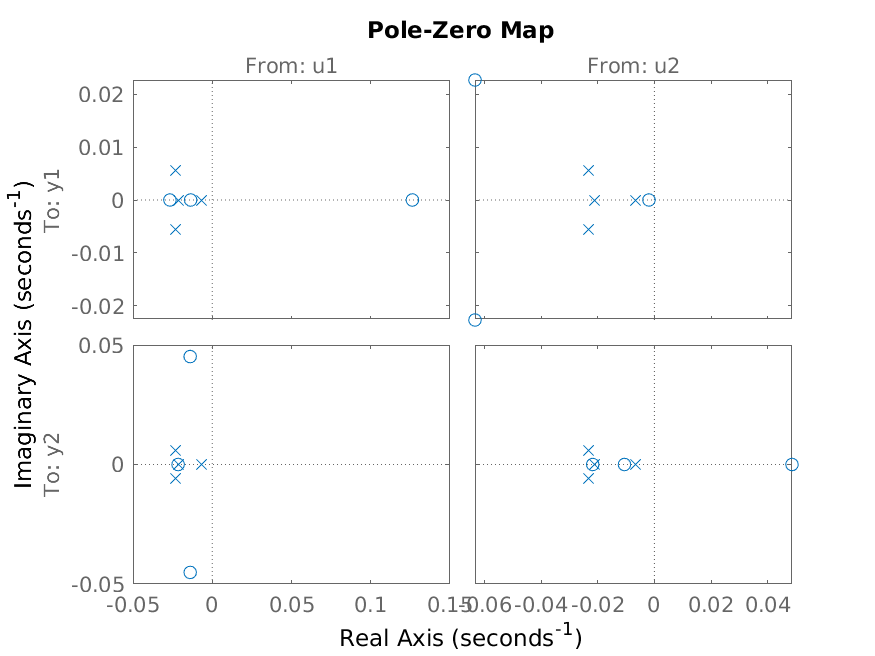 Pole-Zero Map
From: u1
From: u2
Imaginary Axis (seconds⁻¹)
To: y1
0.02
0.01
0
-0.01
-0.02
To: y2
0.05
0
-0.05
-0.05 0 0.05 0.1 0.15
-0.06 -0.04 -0.02 0 0.02 0.04
Real Axis (seconds⁻¹)